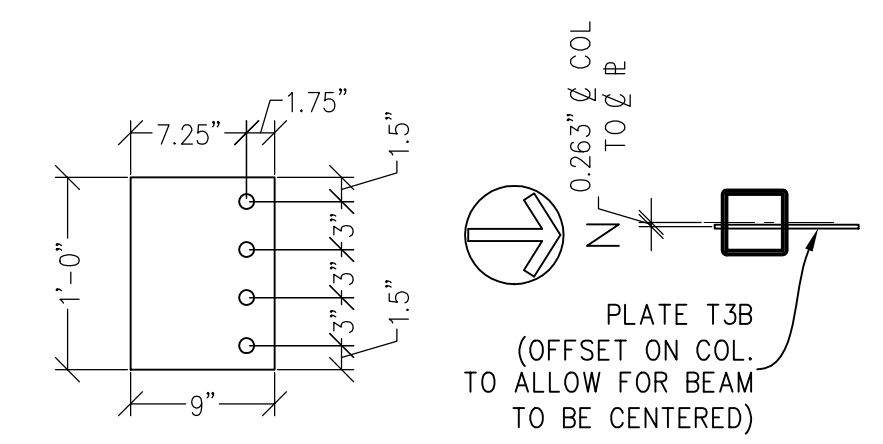 7.25"
1.75"
1.5"
3"
3"
3"
1.5"
1'-0"
9"
0.263" ℄ COL
TO ℄ ⅊
N
PLATE T3B
(OFFSET ON COL.
TO ALLOW FOR BEAM
TO BE CENTERED)